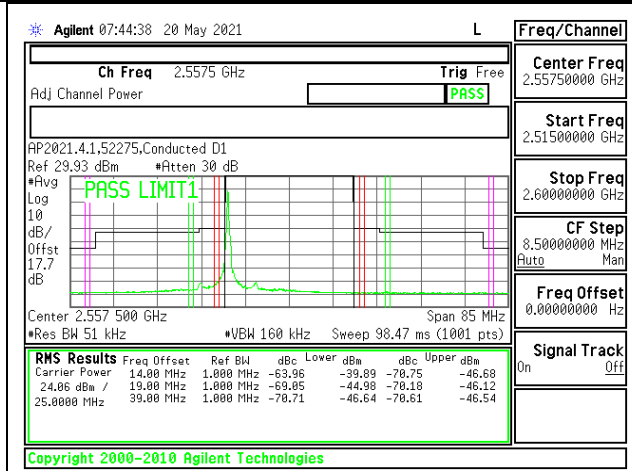 Agilent 07:44:38 20 May 2021 L Freq/Channel
Ch Freq 2.5575 GHz Trig Free
Adj Channel Power PASS
Center Freq
2.55750000 GHz
Start Freq
2.51500000 GHz
AP2021.4.1,52275,Conducted D1
Ref 29.93 dBm #Atten 30 dB
#Avg
Log
10
dB/
Offst
17.7
dB
PASS LIMIT1
Stop Freq
2.60000000 GHz
CF Step
8.50000000 MHz
Auto Man
Freq Offset
0.00000000 Hz
Center 2.557 500 GHz Span 85 MHz
#Res BW 51 kHz #VBW 160 kHz Sweep 98.47 ms (1001 pts)
Signal Track
On Off
RMS Results Freq Offset Ref BW dBc Lower dBm dBc Upper dBm
Carrier Power 14.00 MHz 1.000 MHz -63.96 -39.89 -70.75 -46.68
24.06 dBm / 19.00 MHz 1.000 MHz -69.05 -44.98 -70.18 -46.12
25.0000 MHz 39.00 MHz 1.000 MHz -70.71 -46.64 -70.61 -46.54
Copyright 2000-2010 Agilent Technologies